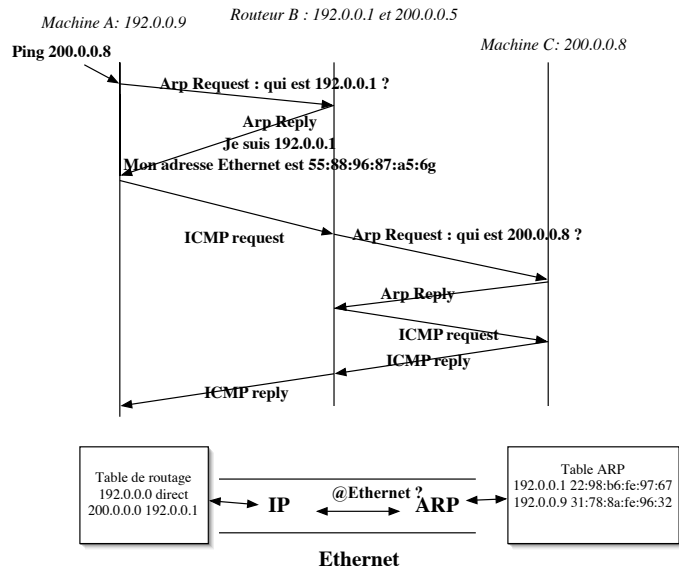 Machine A: 192.0.0.9
Routeur B : 192.0.0.1 et 200.0.0.5
Machine C: 200.0.0.8
Ping 200.0.0.8
Arp Request : qui est 192.0.0.1 ?
Arp Reply
Je suis 192.0.0.1
Mon adresse Ethernet est 55:88:96:87:a5:6g
ICMP request
Arp Request : qui est 200.0.0.8 ?
Arp Reply
ICMP request
ICMP reply
ICMP reply
Table de routage
192.0.0.0 direct
200.0.0.0 192.0.0.1
IP
@Ethernet ?
ARP
Table ARP
192.0.0.1 22:98:b6:fe:97:67
192.0.0.9 31:78:8a:fe:96:32
Ethernet